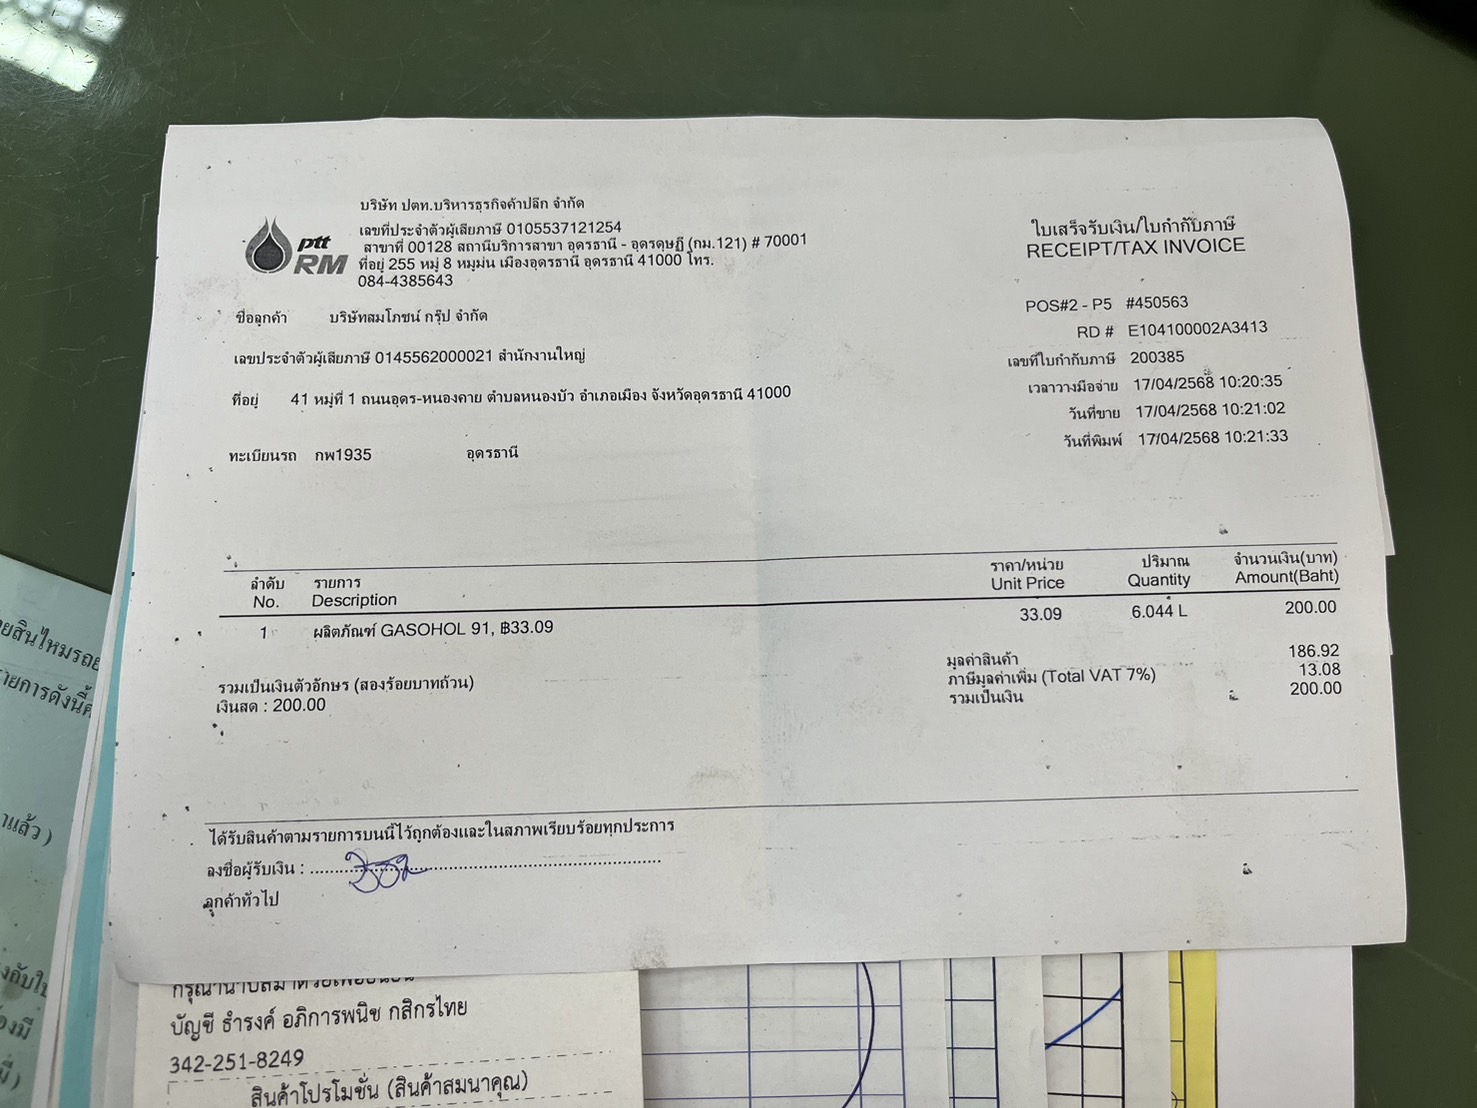 บริษัท ปตท.บริหารธุรกิจค้าปลีก จำกัด
เลขที่ประจำตัวผู้เสียภาษี 0105537121254
สาขาที่ 00128 สถานีบริการสาขา อุดรธานี - อุดรดุษฎี (กม.121) # 70001
ที่อยู่ 255 หมู่ 8 หมูม่น เมืองอุดรธานี อุดรธานี 41000 โทร.
084-4385643
ptt
RM
ใบเสร็จรับเงิน/ใบกำกับภาษี
RECEIPT/TAX INVOICE
POS#2 - P5 #450563
RD # E104100002A3413
เลขที่ใบกำกับภาษี 200385
เวลาวางมือจ่าย 17/04/2568 10:20:35
วันที่ขาย 17/04/2568 10:21:02
วันที่พิมพ์ 17/04/2568 10:21:33
ชื่อลูกค้า บริษัทสมโภชน์ กรุ๊ป จำกัด
เลขประจำตัวผู้เสียภาษี 0145562000021 สำนักงานใหญ่
ที่อยู่ 41 หมู่ที่ 1 ถนนอุดร-หนองคาย ตำบลหนองบัว อำเภอเมือง จังหวัดอุดรธานี 41000
ทะเบียนรถ กพ1935 อุดรธานี
ลำดับ รายการ ราคา/หน่วย ปริมาณ จำนวนเงิน(บาท)
No. Description Unit Price Quantity Amount(Baht)
1 ผลิตภัณฑ์ GASOHOL 91, ฿33.09 33.09 6.044 L 200.00
มูลค่าสินค้า 186.92
ภาษีมูลค่าเพิ่ม (Total VAT 7%) 13.08
รวมเป็นเงิน 200.00
รวมเป็นเงินตัวอักษร (สองร้อยบาทถ้วน)
เงินสด : 200.00
ได้รับสินค้าตามรายการบนนี้ไว้ถูกต้องและในสภาพเรียบร้อยทุกประการ
ลงชื่อผู้รับเงิน :
ลูกค้าทั่วไป
บัญชี ธำรงค์ อภิการพนิช กสิกรไทย
342-251-8249
สินค้าโปรโมชั่น (สินค้าสมนาคุณ)